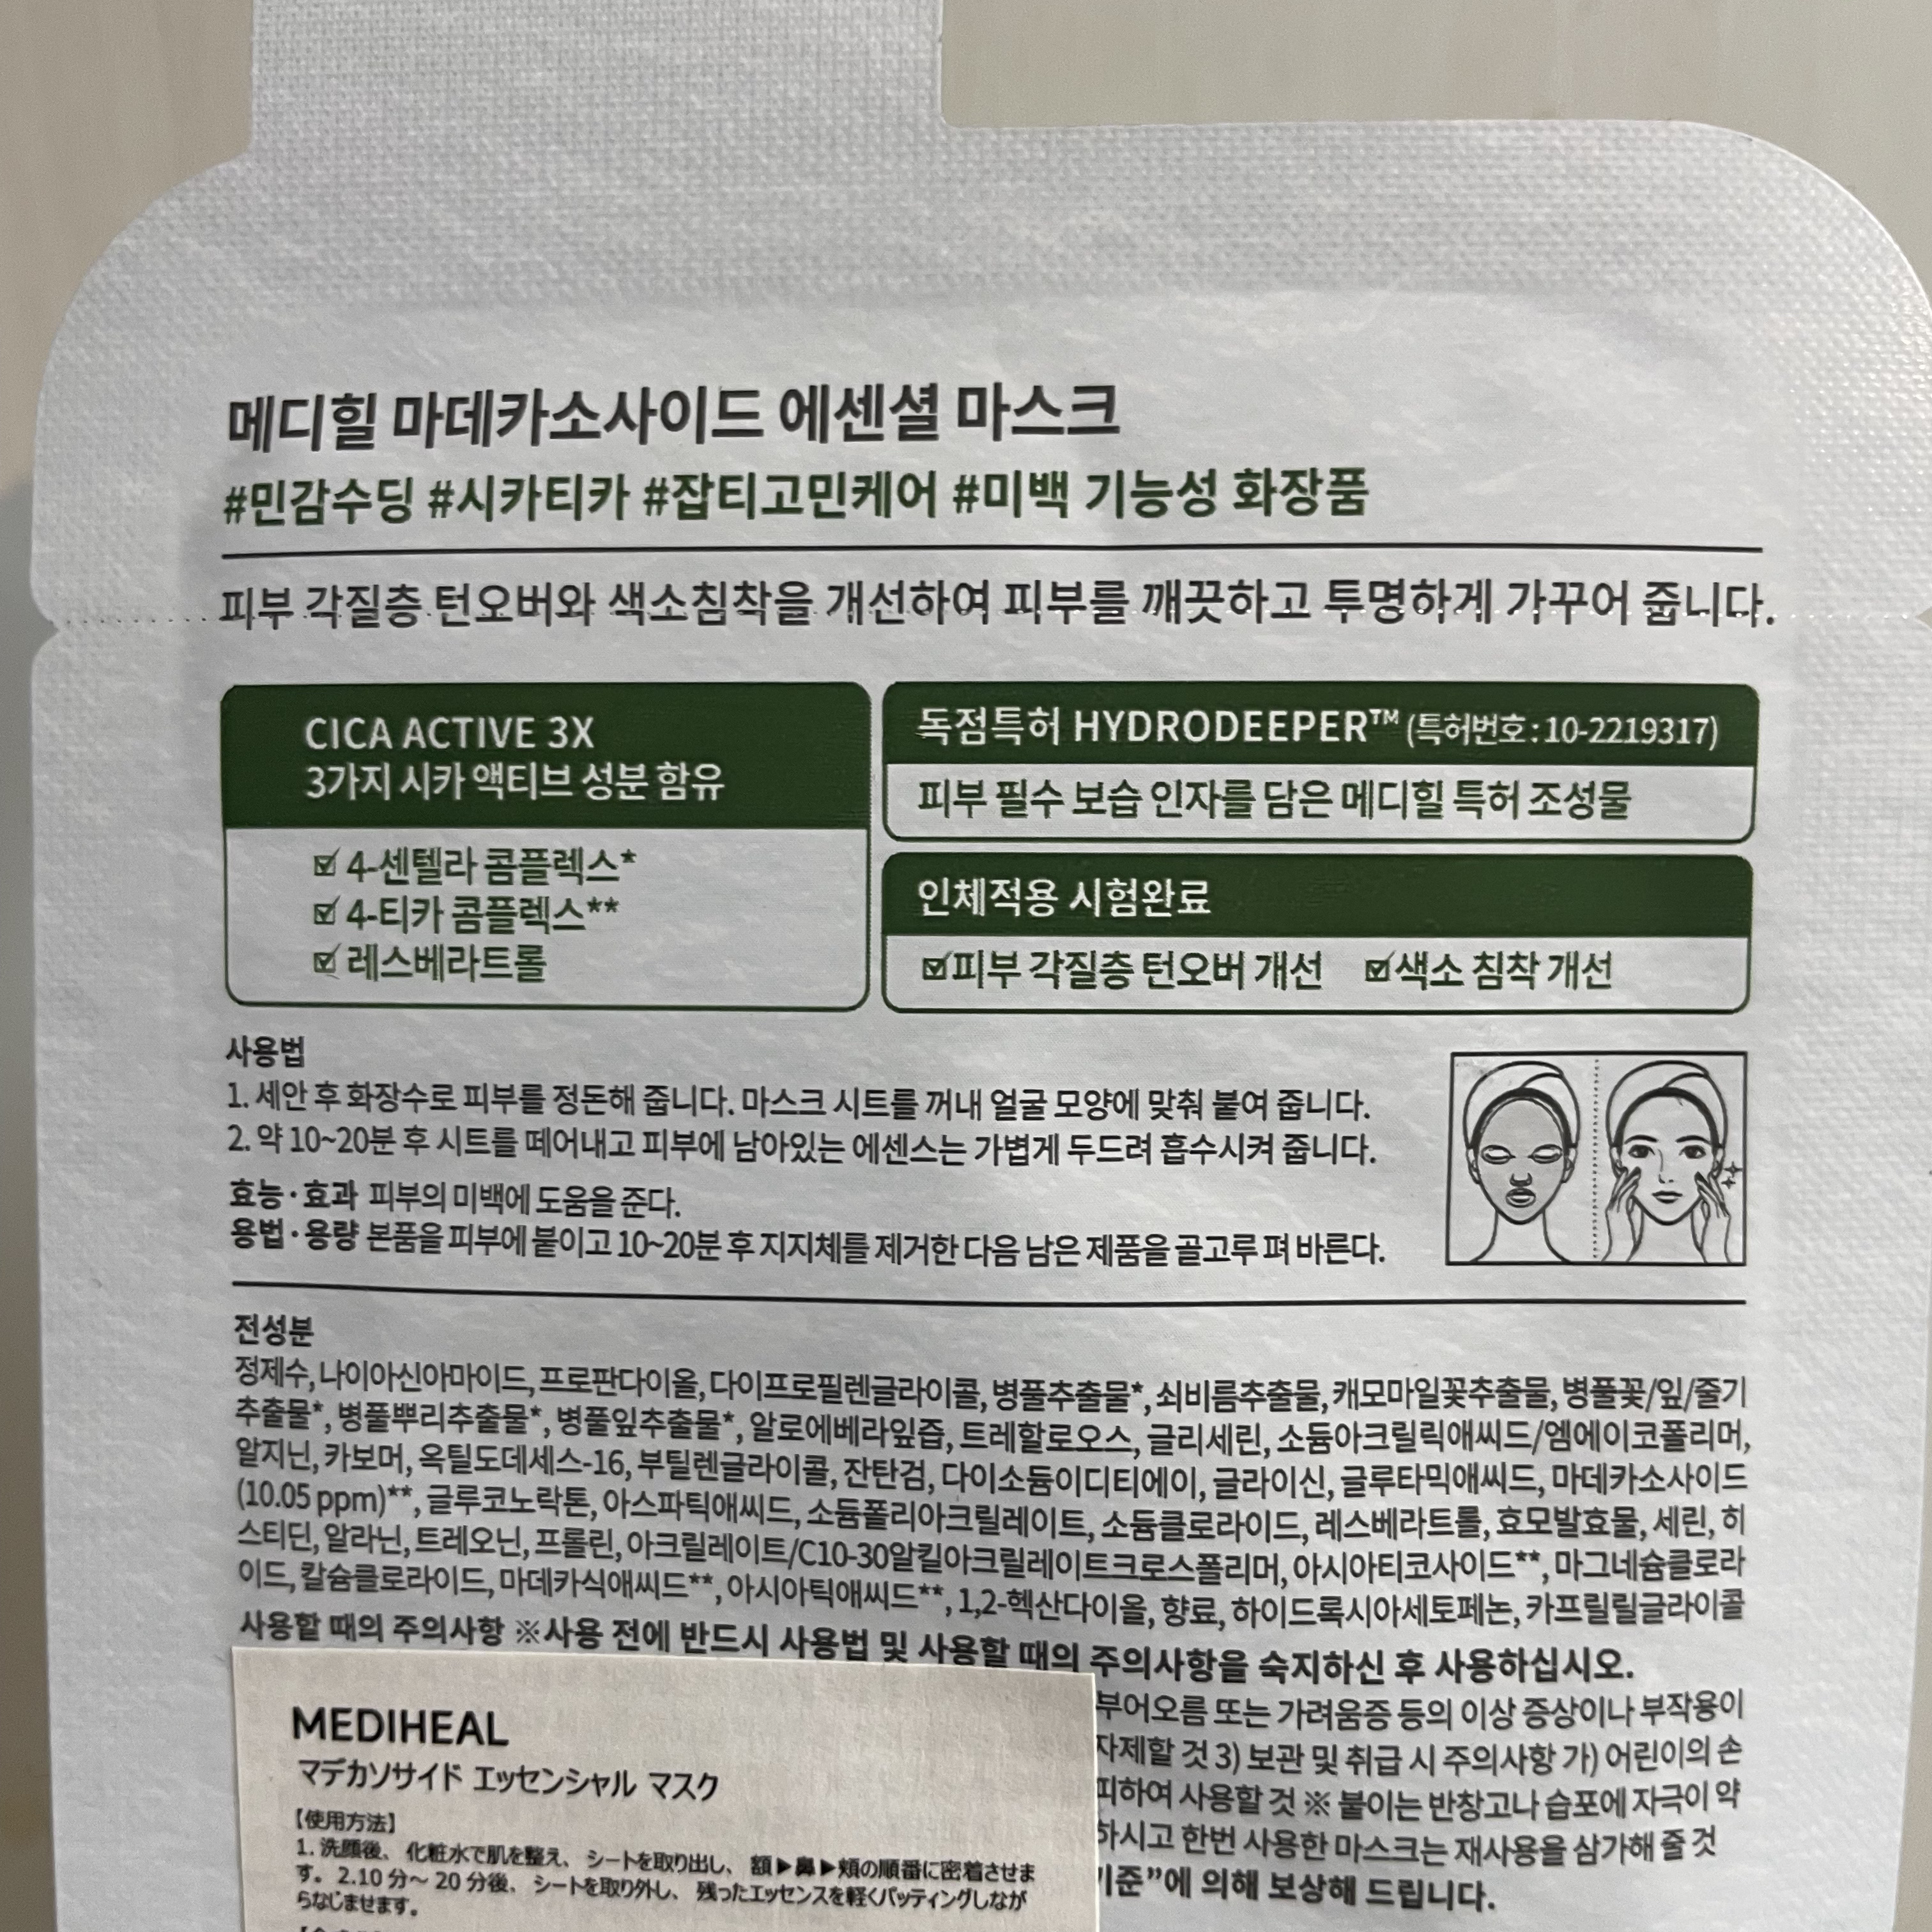 메디힐 마데카소사이드 에센셜 마스크
#민감수딩 #시카티카 #잡티고민케어 #미백 기능성 화장품
피부 각질층 턴오버와 색소침착을 개선하여 피부를 깨끗하고 투명하게 가꾸어 줍니다.
CICA ACTIVE 3X
3가지 시카 액티브 성분 함유
☑ 4-센텔라 콤플렉스*
☑ 4-티카 콤플렉스**
☑ 레스베라트롤
독점특허 HYDRODEEPER™ (특허번호 : 10-2219317)
피부 필수 보습 인자를 담은 메디힐 특허 조성물
인체적용 시험완료
☑피부 각질층 턴오버 개선 ☑색소 침착 개선
사용법
1. 세안 후 화장수로 피부를 정돈해 줍니다. 마스크 시트를 꺼내 얼굴 모양에 맞춰 붙여 줍니다.
2. 약 10~20분 후 시트를 떼어내고 피부에 남아있는 에센스는 가볍게 두드려 흡수시켜 줍니다.
효능·효과 피부의 미백에 도움을 준다.
용법·용량 본품을 피부에 붙이고 10~20분 후 지지체를 제거한 다음 남은 제품을 골고루 펴 바른다.
전성분
정제수, 나이아신아마이드, 프로판다이올, 다이프로필렌글라이콜, 병풀추출물*, 쇠비름추출물, 캐모마일꽃추출물, 병풀꽃/잎/줄기
추출물*, 병풀뿌리추출물*, 병풀잎추출물*, 알로에베라잎즙, 트레할로오스, 글리세린, 소듐아크릴릭애씨드/엠에이코폴리머,
알지닌, 카보머, 옥틸도데세스-16, 부틸렌글라이콜, 잔탄검, 다이소듐이디티에이, 글라이신, 글루타믹애씨드, 마데카소사이드
(10.05 ppm)**, 글루코노락톤, 아스파틱애씨드, 소듐폴리아크릴레이트, 소듐클로라이드, 레스베라트롤, 효모발효물, 세린, 히
스티딘, 알라닌, 트레오닌, 프롤린, 아크릴레이트/C10-30알킬아크릴레이트크로스폴리머, 아시아티코사이드**, 마그네슘클로라
이드, 칼슘클로라이드, 마데카식애씨드**, 아시아틱애씨드**, 1,2-헥산다이올, 향료, 하이드록시아세토페논, 카프릴릴글라이콜
사용할 때의 주의사항 ※사용 전에 반드시 사용법 및 사용할 때의 주의사항을 숙지하신 후 사용하십시오.
부어오름 또는 가려움증 등의 이상 증상이나 부작용이
자제할 것 3) 보관 및 취급 시 주의사항 가) 어린이의 손
피하여 사용할 것 ※ 붙이는 반창고나 습포에 자극이 약
하시고 한번 사용한 마스크는 재사용을 삼가해 줄 것
기준”에 의해 보상해 드립니다.
MEDIHEAL
マデカソサイド エッセンシャル マスク
【使用方法】
1. 洗顔後、 化粧水で肌を整え、 シートを取り出し、 額▶鼻▶頬の順番に密着させま
す。 2.10 分～ 20 分後、 シートを取り外し、 残ったエッセンスを軽くパッティングしなが
らなじませます。